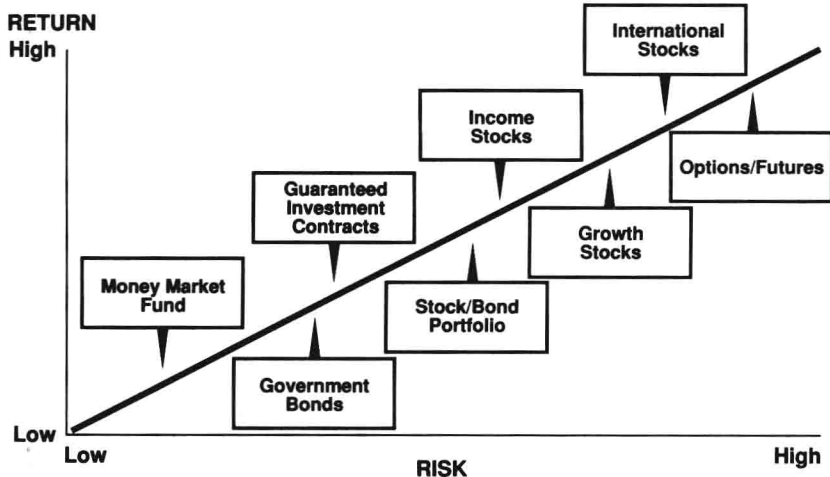 RETURN
High
International
Stocks
Income
Stocks
Options/Futures
Guaranteed
Investment
Contracts
Growth
Stocks
Money Market
Fund
Stock/Bond
Portfolio
Government
Bonds
Low
Low
RISK
High